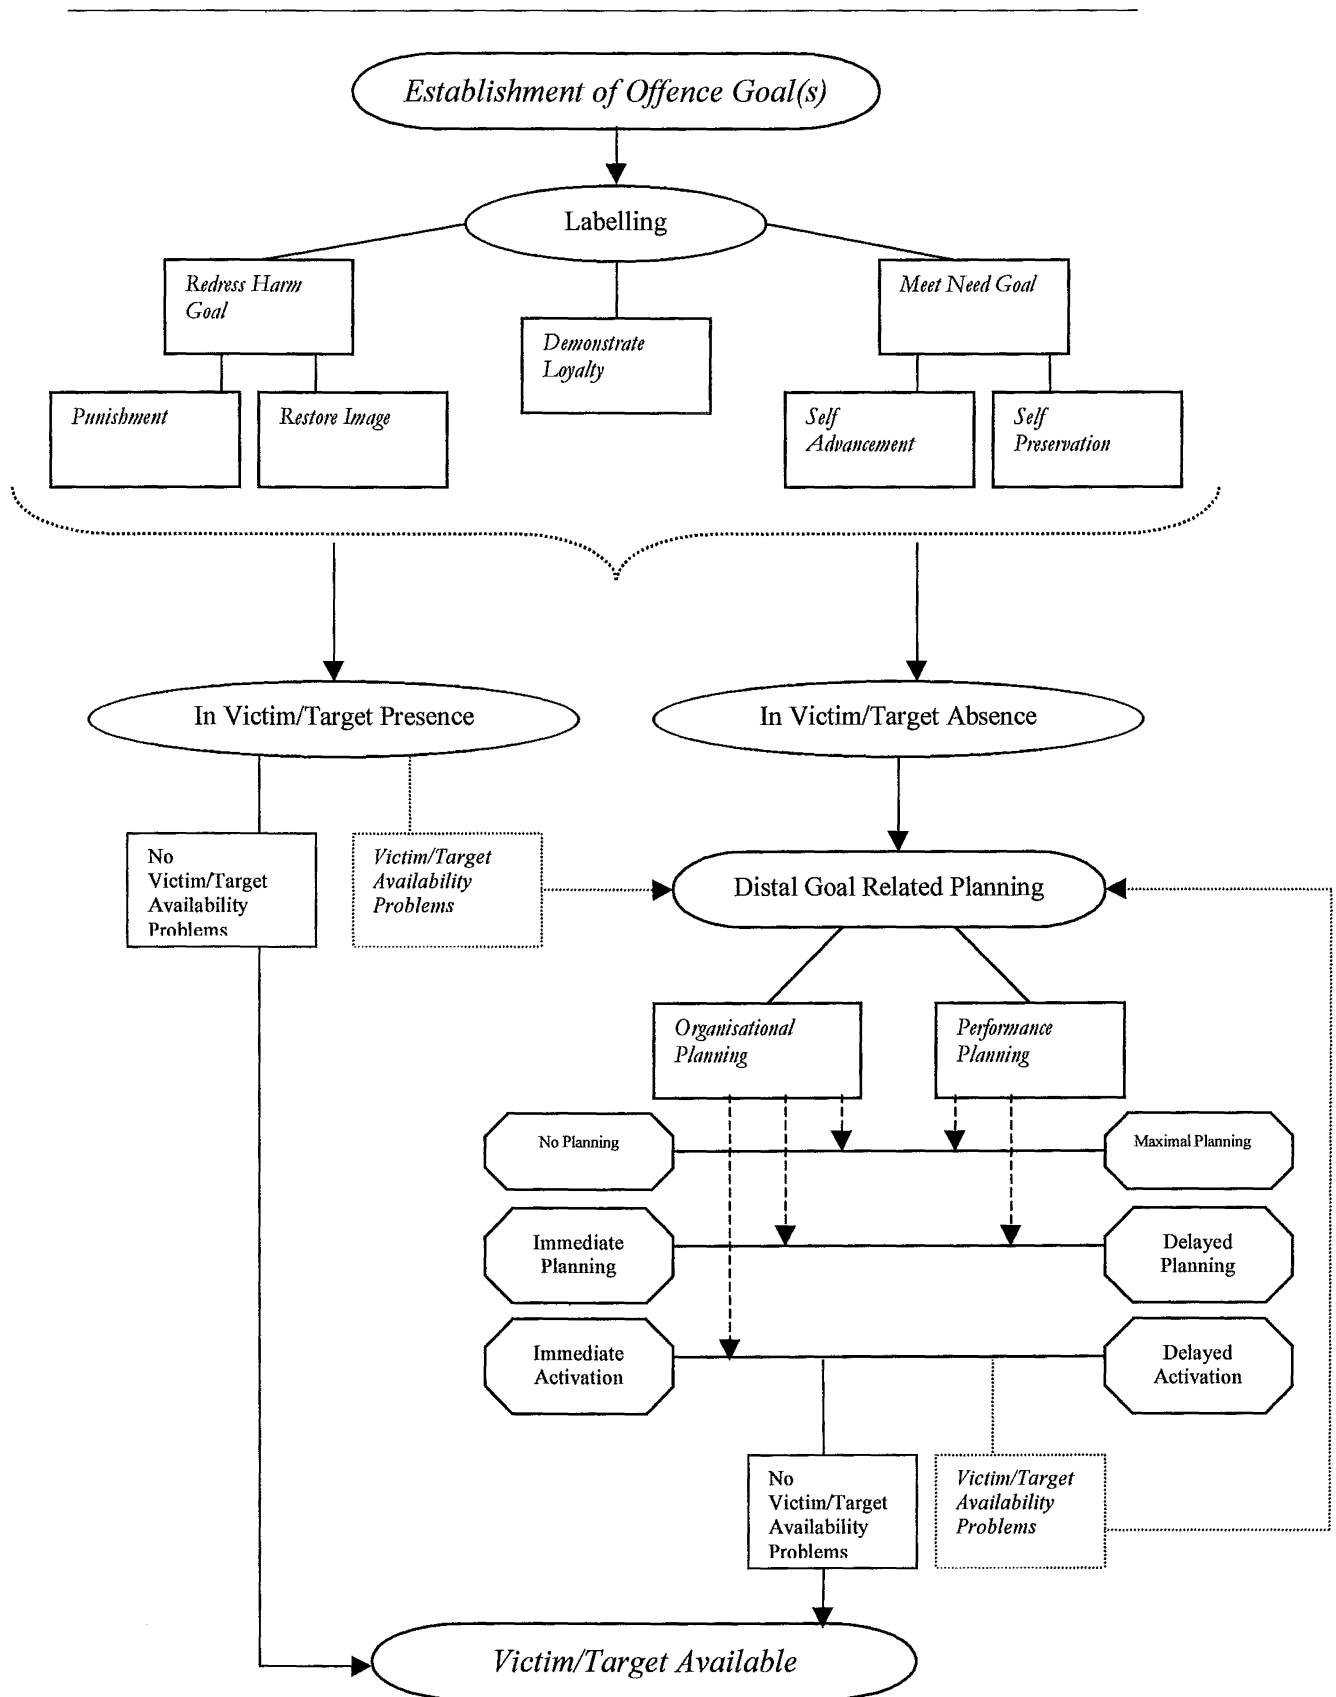 Establishment of Offence Goal(s)
Labelling
Redress Harm
Goal
Meet Need Goal
Demonstrate
Loyalty
Punishment
Restore Image
Self
Advancement
Self
Preservation
In Victim/Target Presence
In Victim/Target Absence
No
Victim/Target
Availability
Problems
Victim/Target
Availability
Problems
Distal Goal Related Planning
Organisational
Planning
Performance
Planning
No Planning
Maximal Planning
Immediate
Planning
Delayed
Planning
Immediate
Activation
Delayed
Activation
No
Victim/Target
Availability
Problems
Victim/Target
Availability
Problems
Victim/Target Available